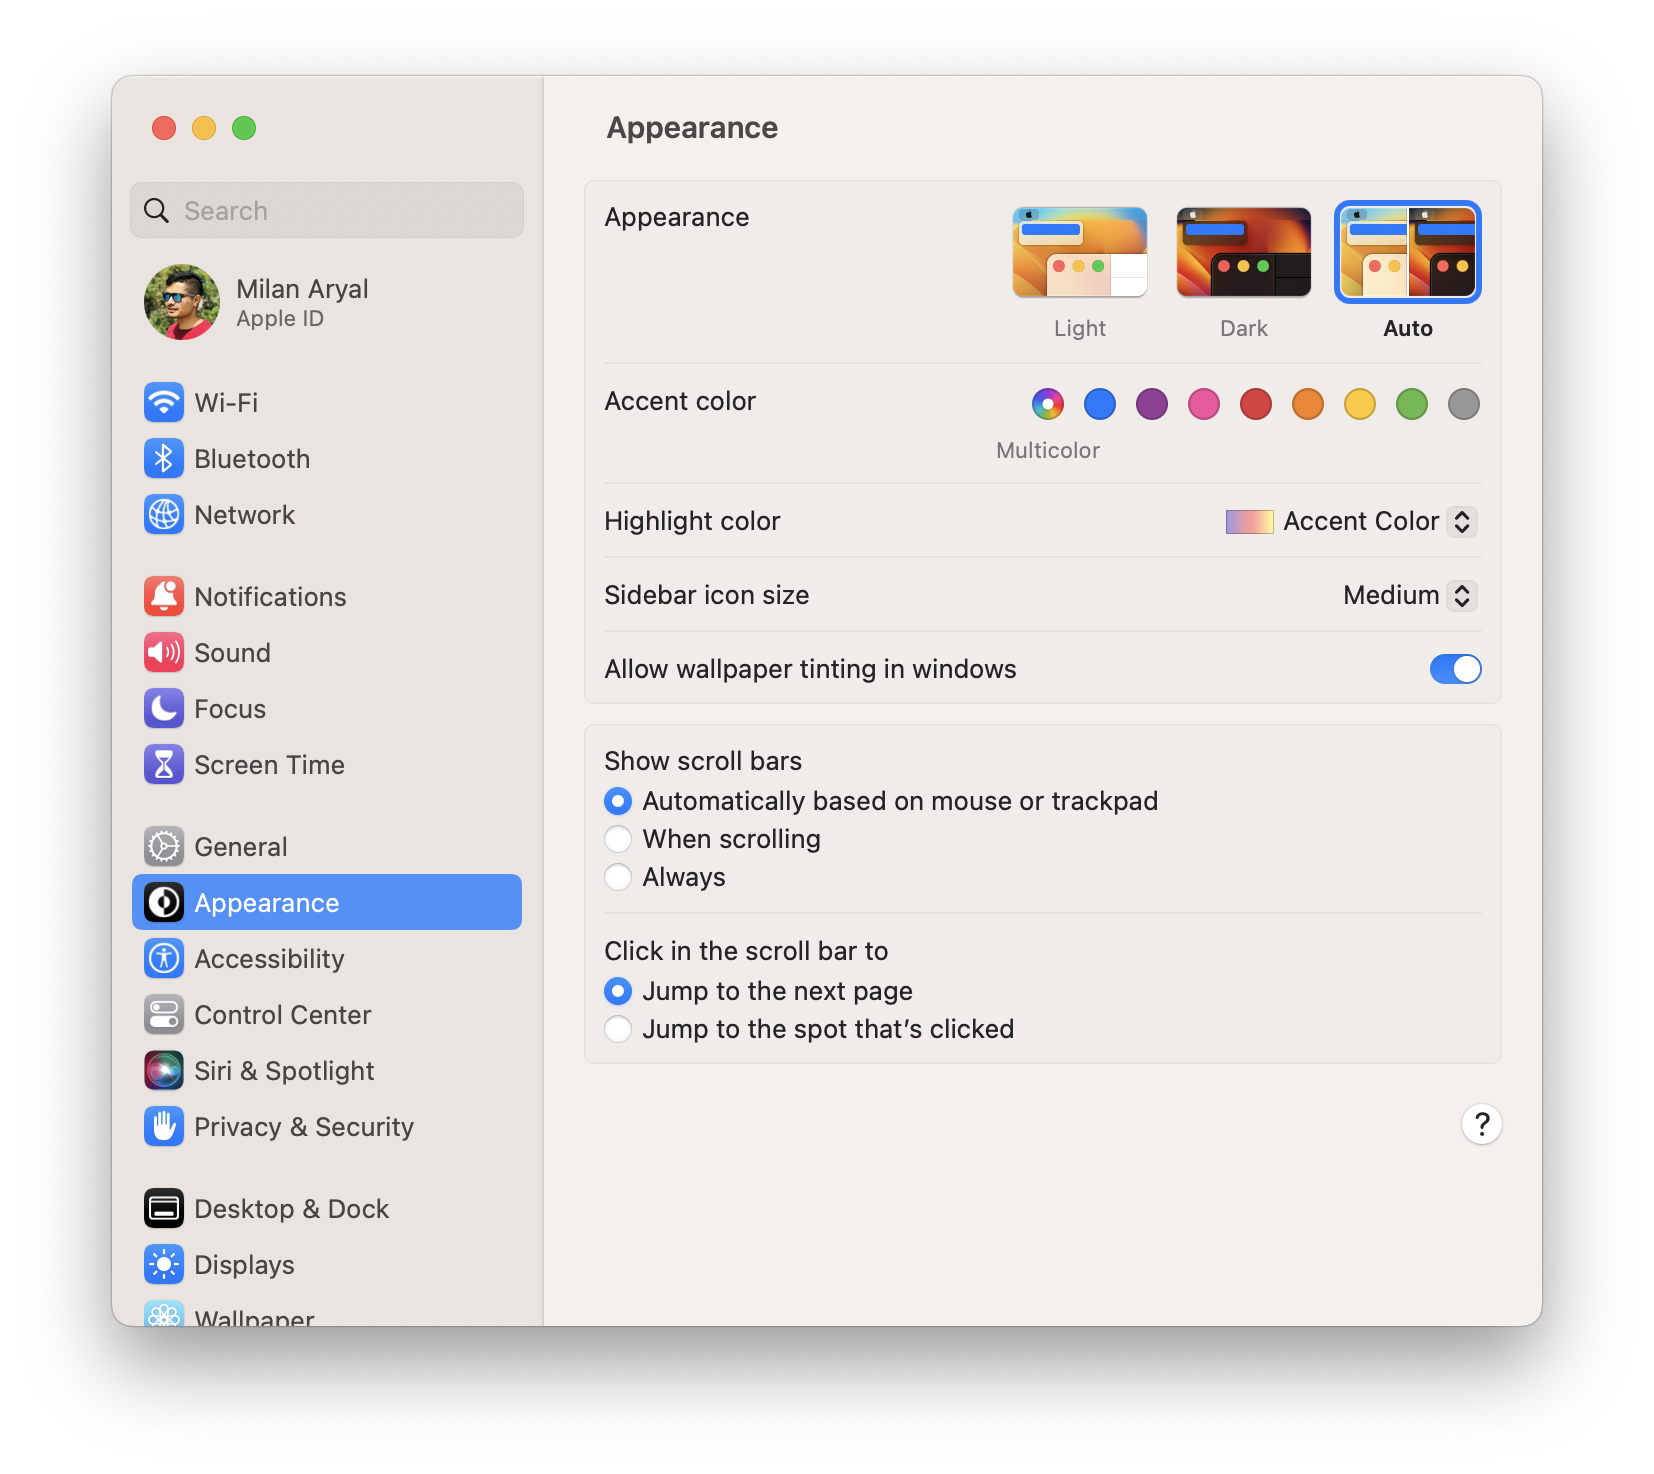 Search
Milan Aryal
Apple ID
Wi-Fi
Bluetooth
Network
Notifications
Sound
Focus
Screen Time
General
Appearance
Accessibility
Control Center
Siri & Spotlight
Privacy & Security
Desktop & Dock
Displays
Wallpaper
Appearance
Appearance
Light
Dark
Auto
Accent color
Multicolor
Highlight color
Accent Color
Sidebar icon size
Medium
Allow wallpaper tinting in windows
Show scroll bars
Automatically based on mouse or trackpad
When scrolling
Always
Click in the scroll bar to
Jump to the next page
Jump to the spot that’s clicked
?